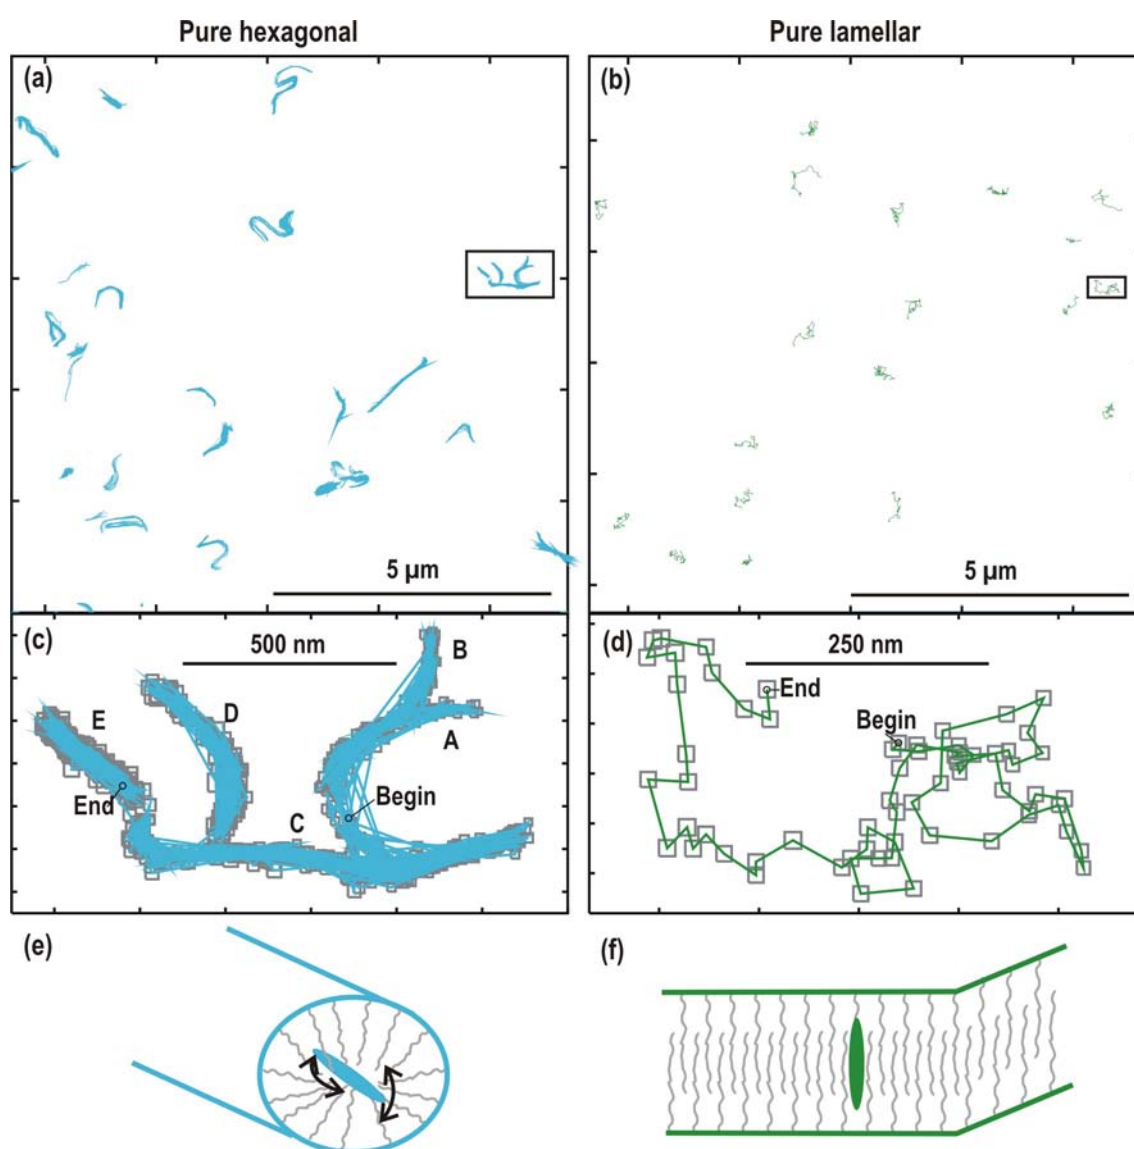 Pure hexagonal
Pure lamellar
(a)
(b)
5 µm
5 µm
(c)
500 nm
B
D
E
A
End
C
Begin
(d)
250 nm
End
Begin
(e)
(f)